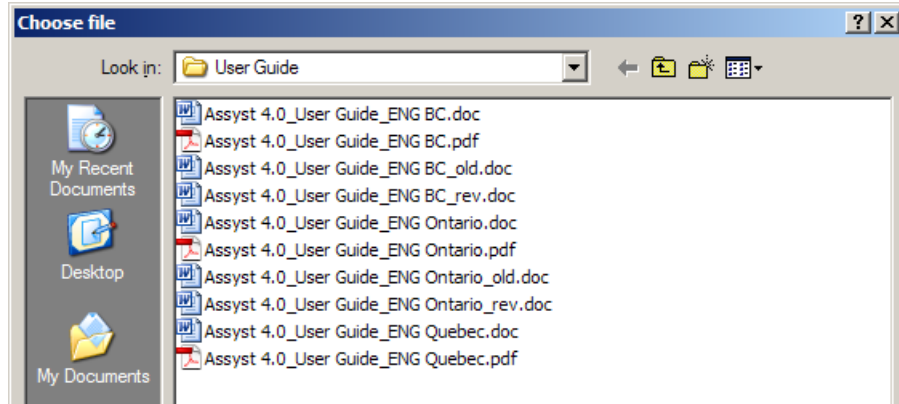 Choose file
Look in: User Guide
My Recent
Documents
Desktop
My Documents
Assyst 4.0_User Guide_ENG BC.doc
Assyst 4.0_User Guide_ENG BC.pdf
Assyst 4.0_User Guide_ENG BC_old.doc
Assyst 4.0_User Guide_ENG BC_rev.doc
Assyst 4.0_User Guide_ENG Ontario.doc
Assyst 4.0_User Guide_ENG Ontario.pdf
Assyst 4.0_User Guide_ENG Ontario_old.doc
Assyst 4.0_User Guide_ENG Ontario_rev.doc
Assyst 4.0_User Guide_ENG Quebec.doc
Assyst 4.0_User Guide_ENG Quebec.pdf